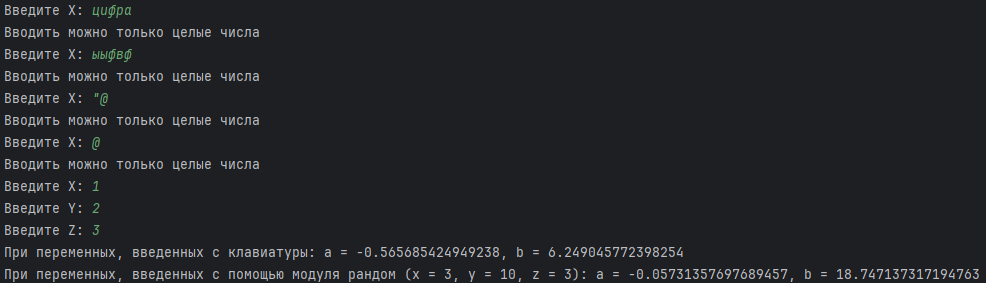 Введите X: цифра
Вводить можно только целые числа
Введите X: ыыфвф
Вводить можно только целые числа
Введите X: "@
Вводить можно только целые числа
Введите X: @
Вводить можно только целые числа
Введите X: 1
Введите Y: 2
Введите Z: 3
При переменных, введенных с клавиатуры: a = -0.565685424949238, b = 6.249045772398254
При переменных, введенных с помощью модуля рандом (x = 3, y = 10, z = 3): a = -0.05731357697689457, b = 18.747137317194763